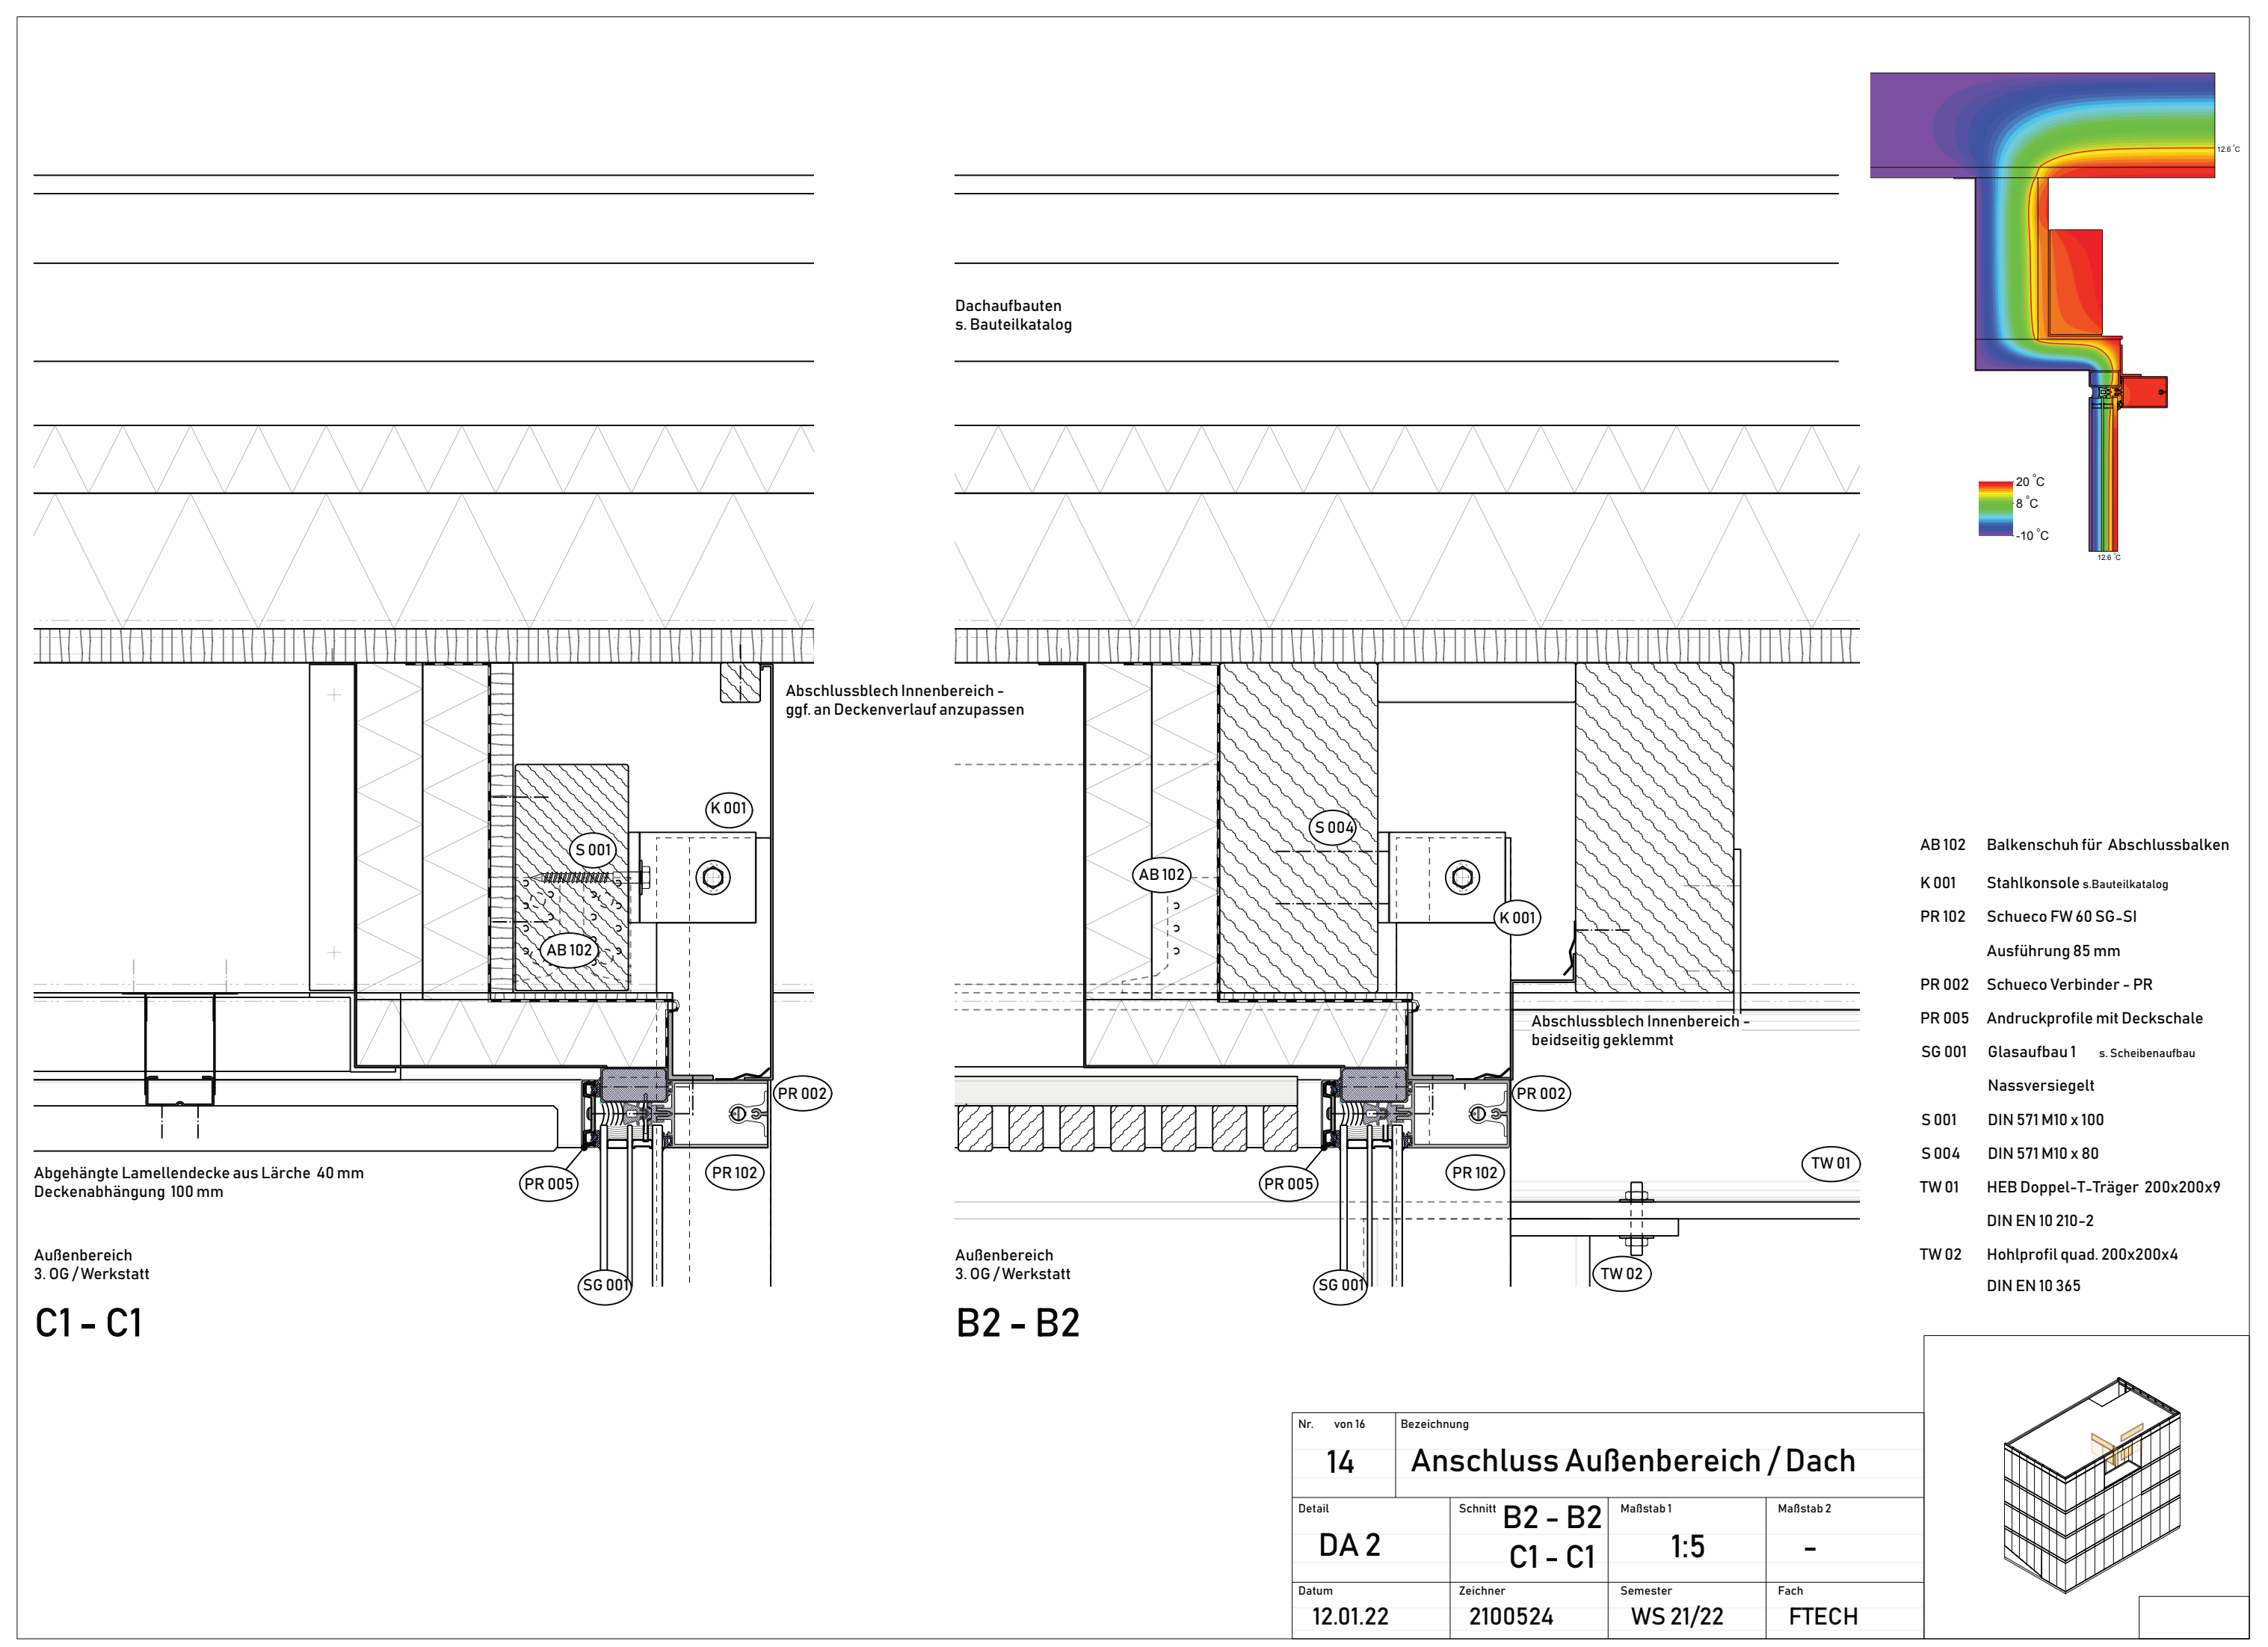 12.6 °C
20 °C
8 °C
-10 °C
12.6 °C
Dachaufbauten
s. Bauteilkatalog
Abschlussblech Innenbereich -
ggf. an Deckenverlauf anzupassen
K 001
S 001
AB 102
PR 002
PR 005
PR 102
SG 001
Abgehängte Lamellendecke aus Lärche 40 mm
Deckenabhängung 100 mm
Außenbereich
3. OG / Werkstatt
C1 - C1
S 004
AB 102
K 001
Abschlussblech Innenbereich -
beidseitig geklemmt
PR 002
PR 005
PR 102
TW 01
SG 001
TW 02
Außenbereich
3. OG / Werkstatt
B2 - B2
AB 102 Balkenschuh für Abschlussbalken
K 001 Stahlkonsole s.Bauteilkatalog
PR 102 Schueco FW 60 SG-SI
Ausführung 85 mm
PR 002 Schueco Verbinder - PR
PR 005 Andruckprofile mit Deckschale
SG 001 Glasaufbau 1 s. Scheibenaufbau
Nassversiegelt
S 001 DIN 571 M10 x 100
S 004 DIN 571 M10 x 80
TW 01 HEB Doppel-T-Träger 200x200x9
DIN EN 10 210-2
TW 02 Hohlprofil quad. 200x200x4
DIN EN 10 365
Nr. von 16 Bezeichnung
14 Anschluss Außenbereich / Dach
Detail Schnitt Maßstab 1 Maßstab 2
DA 2 B2 - B2 1:5 -
C1 - C1
Datum Zeichner Semester Fach
12.01.22 2100524 WS 21/22 FTECH